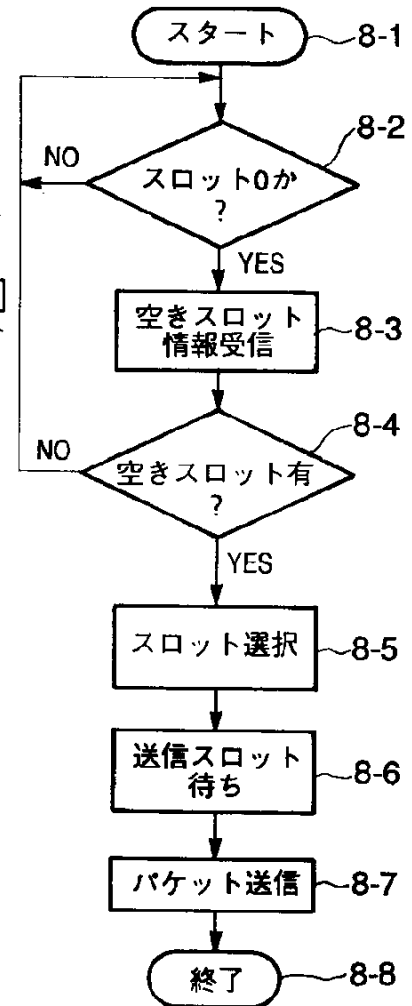 スタート
8-1
スロット0か
?
8-2
NO
YES
空きスロット
情報受信
8-3
空きスロット有
?
8-4
NO
YES
スロット選択
8-5
送信スロット
待ち
8-6
パケット送信
8-7
終了
8-8